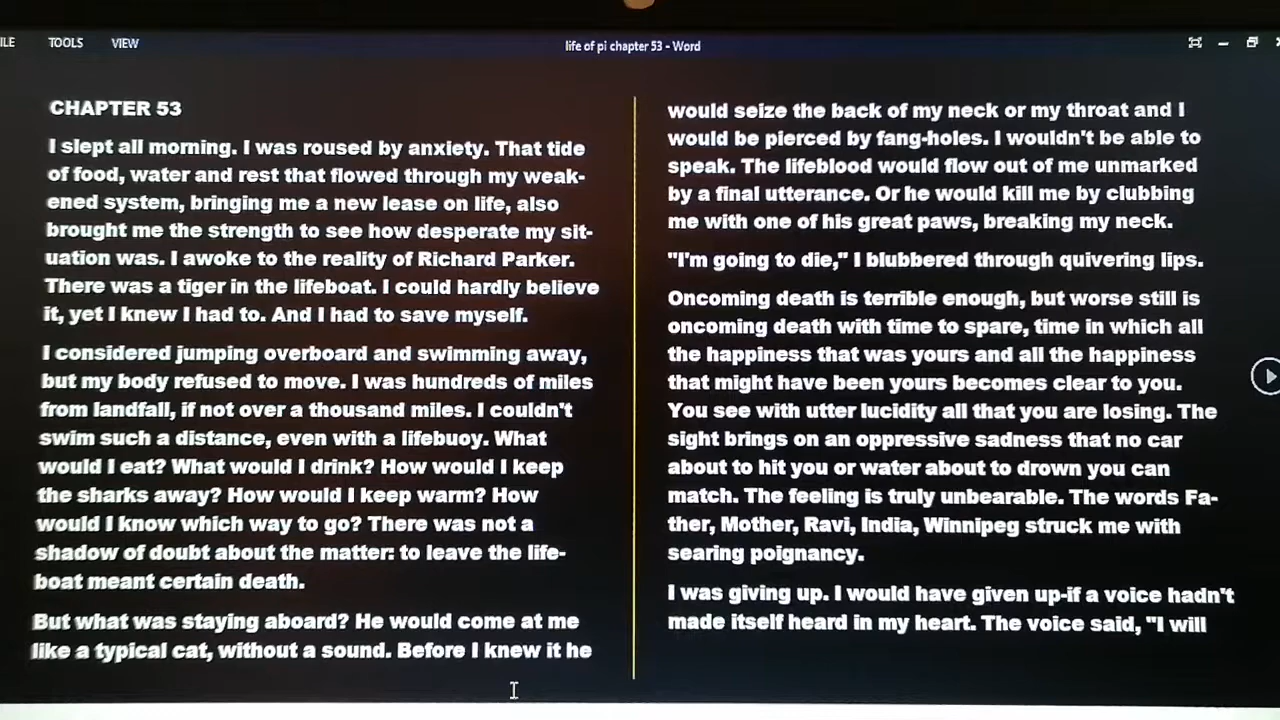 ILE TOOLS VIEW
life of pi chapter 53 - Word
CHAPTER 53
I slept all morning. I was roused by anxiety. That tide
of food, water and rest that flowed through my weak-
ened system, bringing me a new lease on life, also
brought me the strength to see how desperate my sit-
uation was. I awoke to the reality of Richard Parker.
There was a tiger in the lifeboat. I could hardly believe
it, yet I knew I had to. And I had to save myself.
I considered jumping overboard and swimming away,
but my body refused to move. I was hundreds of miles
from landfall, if not over a thousand miles. I couldn't
swim such a distance, even with a lifebuoy. What
would I eat? What would I drink? How would I keep
the sharks away? How would I keep warm? How
would I know which way to go? There was not a
shadow of doubt about the matter: to leave the life-
boat meant certain death.
But what was staying aboard? He would come at me
like a typical cat, without a sound. Before I knew it he
would seize the back of my neck or my throat and I
would be pierced by fang-holes. I wouldn't be able to
speak. The lifeblood would flow out of me unmarked
by a final utterance. Or he would kill me by clubbing
me with one of his great paws, breaking my neck.
"I'm going to die," I blubbered through quivering lips.
Oncoming death is terrible enough, but worse still is
oncoming death with time to spare, time in which all
the happiness that was yours and all the happiness
that might have been yours becomes clear to you.
You see with utter lucidity all that you are losing. The
sight brings on an oppressive sadness that no car
about to hit you or water about to drown you can
match. The feeling is truly unbearable. The words Fa-
ther, Mother, Ravi, India, Winnipeg struck me with
searing poignancy.
I was giving up. I would have given up-if a voice hadn't
made itself heard in my heart. The voice said, "I will